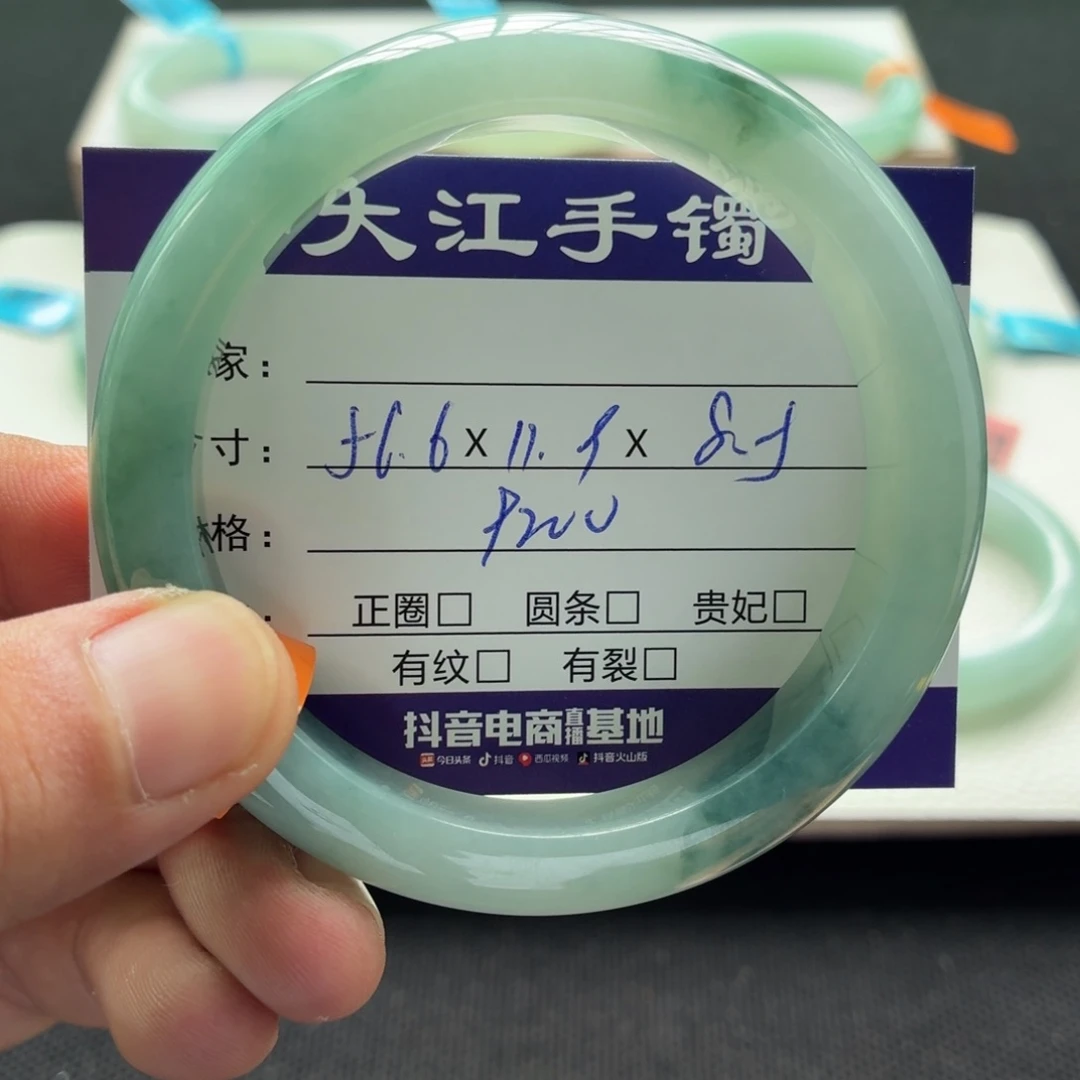 大江手镯
家：
寸：56.6 x 11.9 x 8.5
格：9200
正圈□ 圆条□ 贵妃□
有纹□ 有裂□
抖音电商直播基地
今日头条 抖音 西瓜视频 抖音火山版